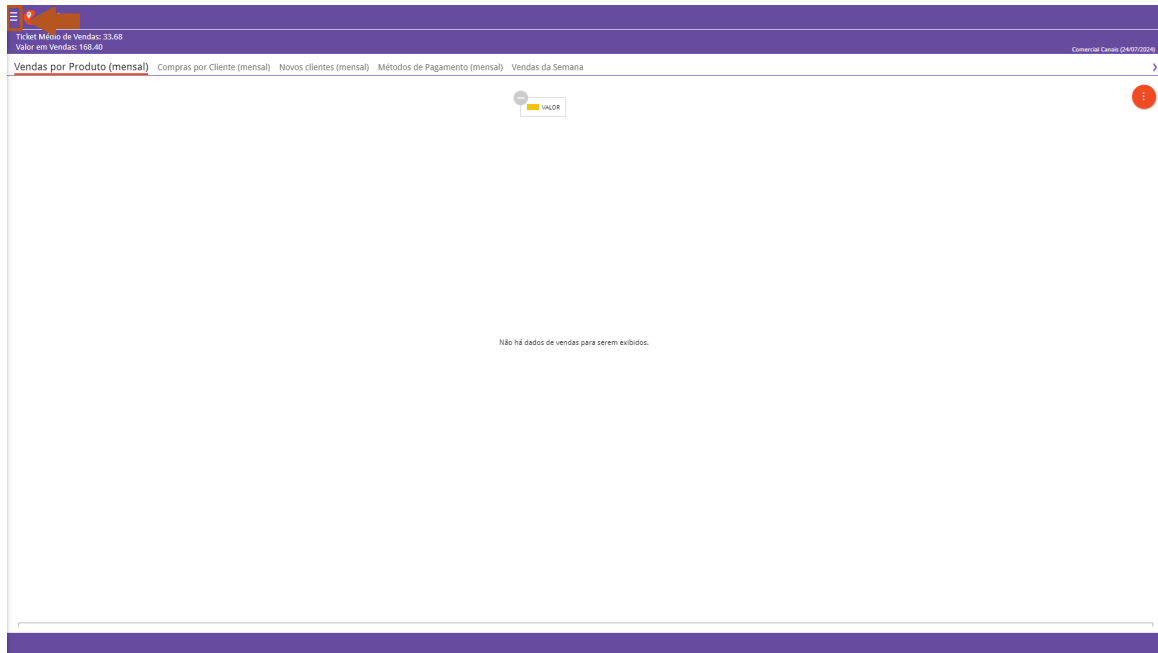 Ticket Médio de Vendas: 33.68
Valor em Vendas: 168.40
Comercial Canais (24/07/2024)
Vendas por Produto (mensal) Compras por Cliente (mensal) Novos clientes (mensal) Métodos de Pagamento (mensal) Vendas da Semana
VALOR
Não há dados de vendas para serem exibidos.